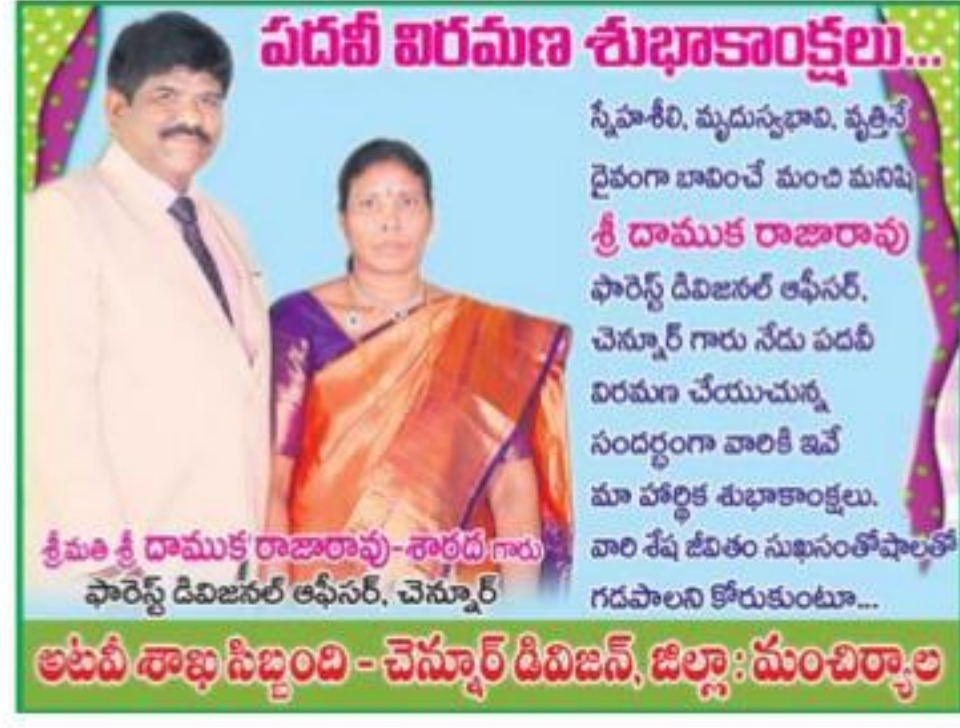 పదవీ విరమణ శుభాకాంక్షలు...
స్నేహశీలి, మృదుస్వభావి, వృత్తినే
దైవంగా బావించే మంచి మనిషి
శ్రీ దాముక రాజారావు
ఫారెస్ట్ డివిజనల్ ఆఫీసర్,
చెన్నూర్ గారు నేడు పదవీ
విరమణ చేయుచున్న
సందర్భంగా వారికి ఇవే
మా హార్థిక శుభాకాంక్షలు.
వారి శేష జీవితం సుఖసంతోషాలతో
గడపాలని కోరుకుంటూ...
శ్రీమతి శ్రీ దాముక రాజారావు-శారద గారు
ఫారెస్ట్ డివిజనల్ ఆఫీసర్, చెన్నూర్
అటవీ శాఖ సిబ్బంది - చెన్నూర్ డివిజన్, జిల్లా : మంచిర్యాల